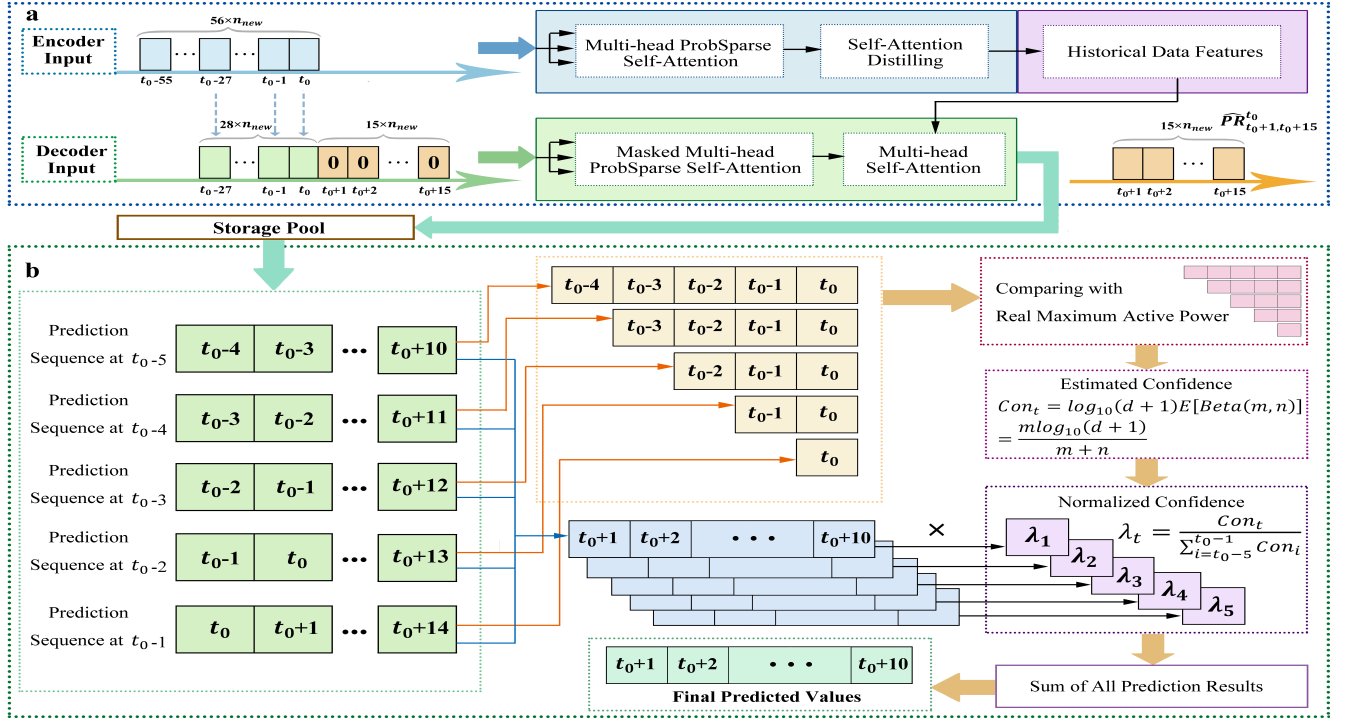 a
56×n_new
Encoder
Input
... ...
t₀-55 t₀-27 t₀-1 t₀
Multi-head ProbSparse
Self-Attention
Self-Attention
Distilling
Historical Data Features
28×n_new 15×n_new
Decoder
Input
... 0 0 ... 0
t₀-27 t₀-1 t₀ t₀+1 t₀+2 t₀+15
Masked Multi-head
ProbSparse Self-Attention
Multi-head
Self-Attention
15×n_new
P̂R^{t₀}_{t₀+1,t₀+15}
...
t₀+1 t₀+2 t₀+15
Storage Pool
b
Prediction
Sequence at t₀-5
t₀-4 t₀-3 ... t₀+10
Prediction
Sequence at t₀-4
t₀-3 t₀-2 ... t₀+11
Prediction
Sequence at t₀-3
t₀-2 t₀-1 ... t₀+12
Prediction
Sequence at t₀-2
t₀-1 t₀ ... t₀+13
Prediction
Sequence at t₀-1
t₀ t₀+1 ... t₀+14
t₀-4 t₀-3 t₀-2 t₀-1 t₀
t₀-3 t₀-2 t₀-1 t₀
t₀-2 t₀-1 t₀
t₀-1 t₀
t₀
Comparing with
Real Maximum Active Power
Estimated Confidence
Con_t = log₁₀(d + 1)E[Beta(m, n)]
= mlog₁₀(d + 1) / m + n
t₀+1 t₀+2 ... t₀+10
×
Normalized Confidence
λ_t = Con_t / ∑_{i=t₀-5}^{t₀-1} Con_i
λ₁
λ₂
λ₃
λ₄
λ₅
Sum of All Prediction Results
t₀+1 t₀+2 ... t₀+10
Final Predicted Values